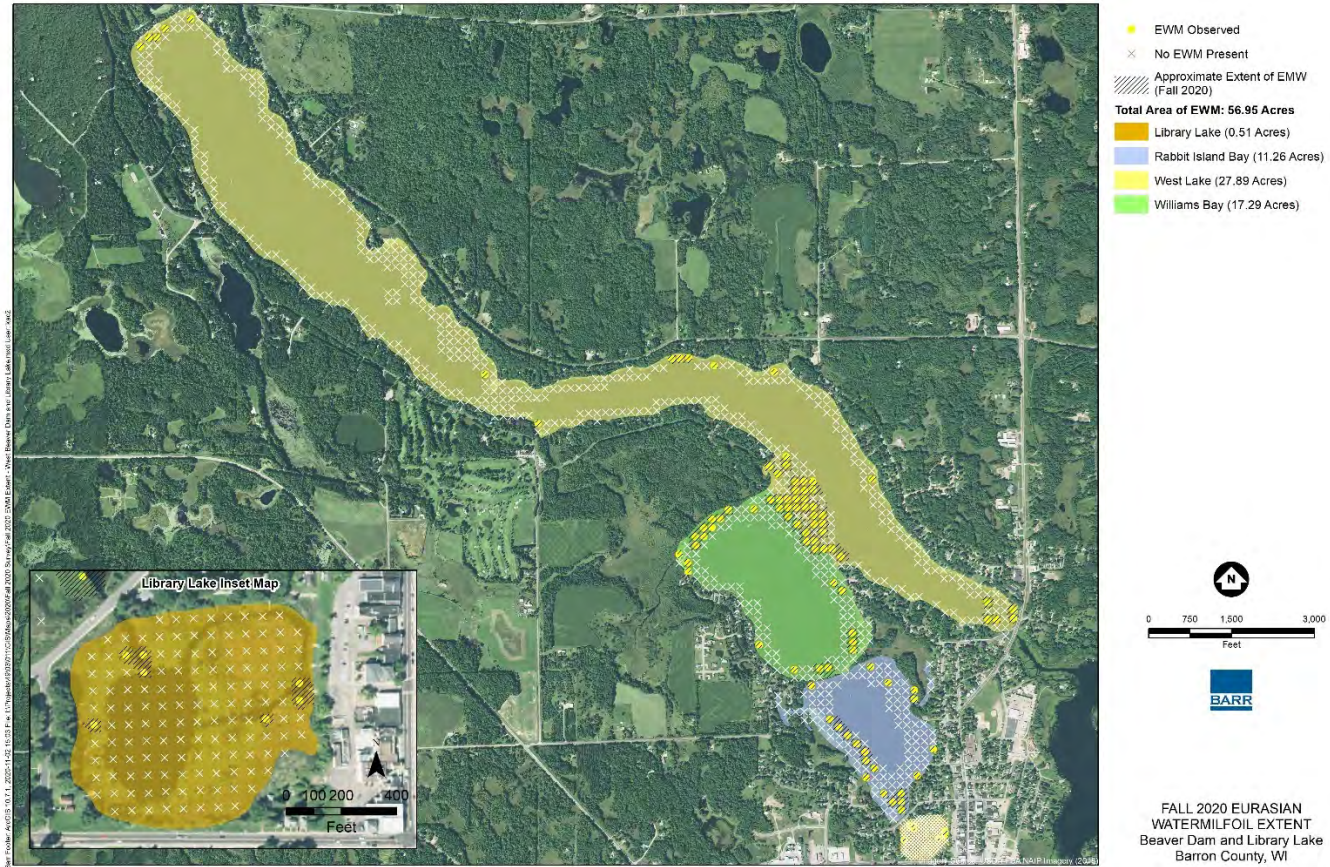 EWM Observed
No EWM Present
Approximate Extent of EMW
(Fall 2020)
Total Area of EWM: 56.95 Acres
Library Lake (0.51 Acres)
Rabbit Island Bay (11.26 Acres)
West Lake (27.89 Acres)
Williams Bay (17.29 Acres)
Library Lake Inset Map
0 100 200 400
Feet
N
0 750 1,500 3,000
Feet
BARR
FALL 2020 EURASIAN
WATERMILFOIL EXTENT
Beaver Dam and Library Lake
Barron County, WI